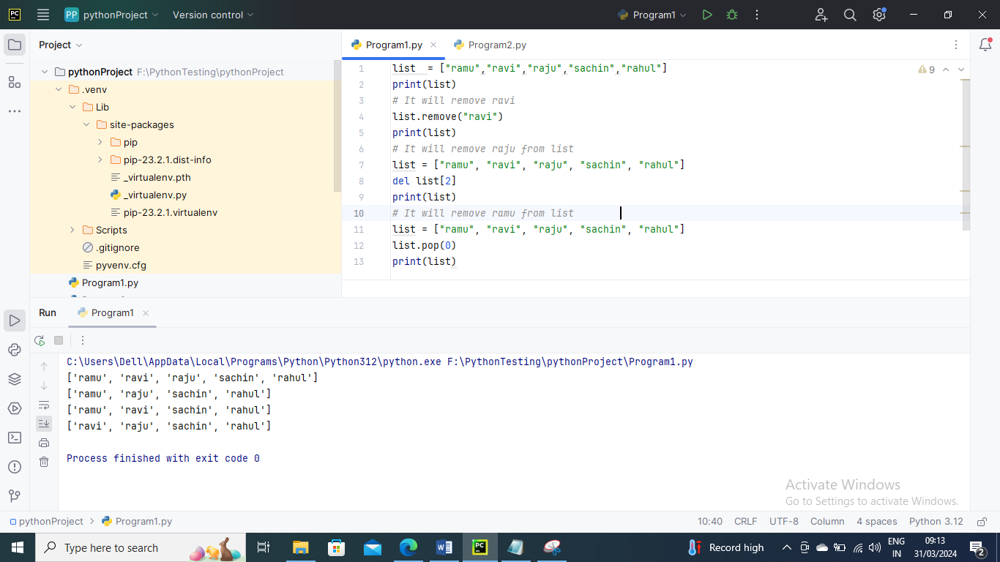 PC
PP pythonProject Version control Program1
Project
Program1.py Program2.py
pythonProject F:\PythonTesting\pythonProject
.venv
Lib
site-packages
pip
pip-23.2.1.dist-info
_virtualenv.pth
_virtualenv.py
pip-23.2.1.virtualenv
Scripts
.gitignore
pyvenv.cfg
Program1.py
9
1 list  = ["ramu","ravi","raju","sachin","rahul"]
2 print(list)
3 # It will remove ravi
4 list.remove("ravi")
5 print(list)
6 # It will remove raju from list
7 list = ["ramu", "ravi", "raju", "sachin", "rahul"]
8 del list[2]
9 print(list)
10 # It will remove ramu from list
11 list = ["ramu", "ravi", "raju", "sachin", "rahul"]
12 list.pop(0)
13 print(list)
Run Program1
C:\Users\Dell\AppData\Local\Programs\Python\Python312\python.exe F:\PythonTesting\pythonProject\Program1.py
['ramu', 'ravi', 'raju', 'sachin', 'rahul']
['ramu', 'raju', 'sachin', 'rahul']
['ramu', 'ravi', 'sachin', 'rahul']
['ravi', 'raju', 'sachin', 'rahul']
Process finished with exit code 0
Activate Windows
Go to Settings to activate Windows.
pythonProject > Program1.py
10:40 CRLF UTF-8 Column 4 spaces Python 3.12
Type here to search
Record high
ENG
IN
09:13
31/03/2024
2